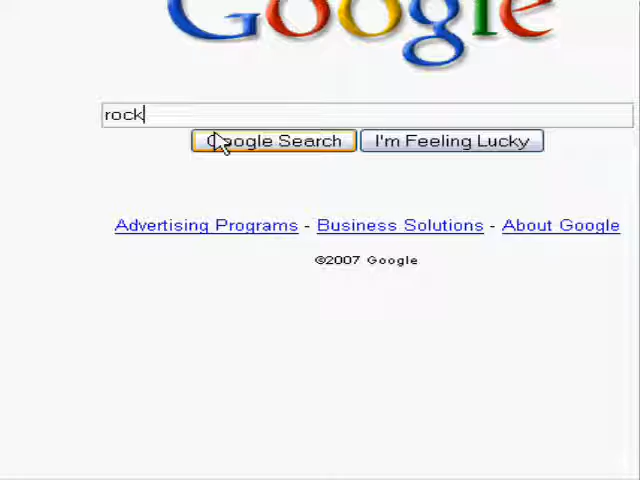 Google
rock
Google Search I'm Feeling Lucky
Advertising Programs - Business Solutions - About Google
©2007 Google